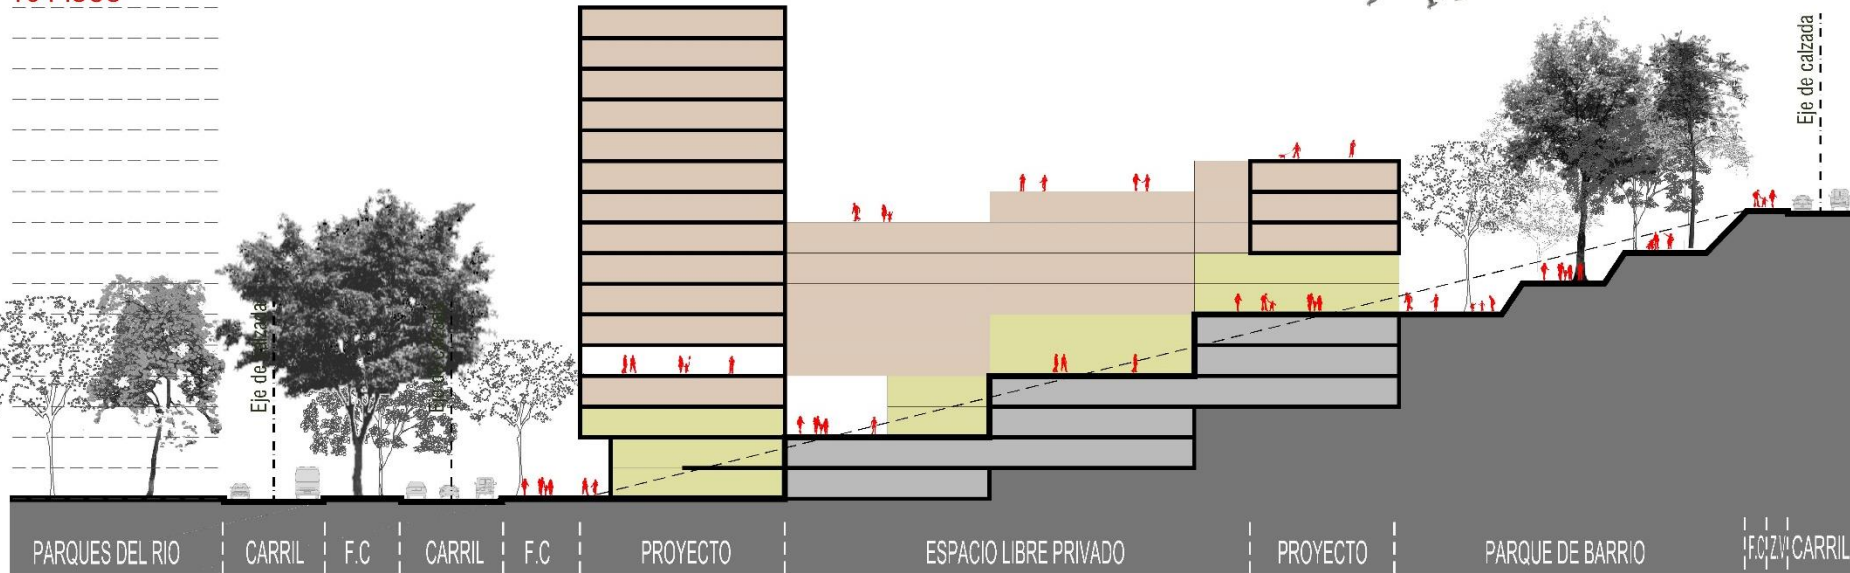 Eje de calzada
Eje de calzada
PARQUES DEL RIO
CARRIL
F.C
CARRIL
F.C
PROYECTO
ESPACIO LIBRE PRIVADO
PROYECTO
PARQUE DE BARRIO
F.C
Z.V
CARRIL